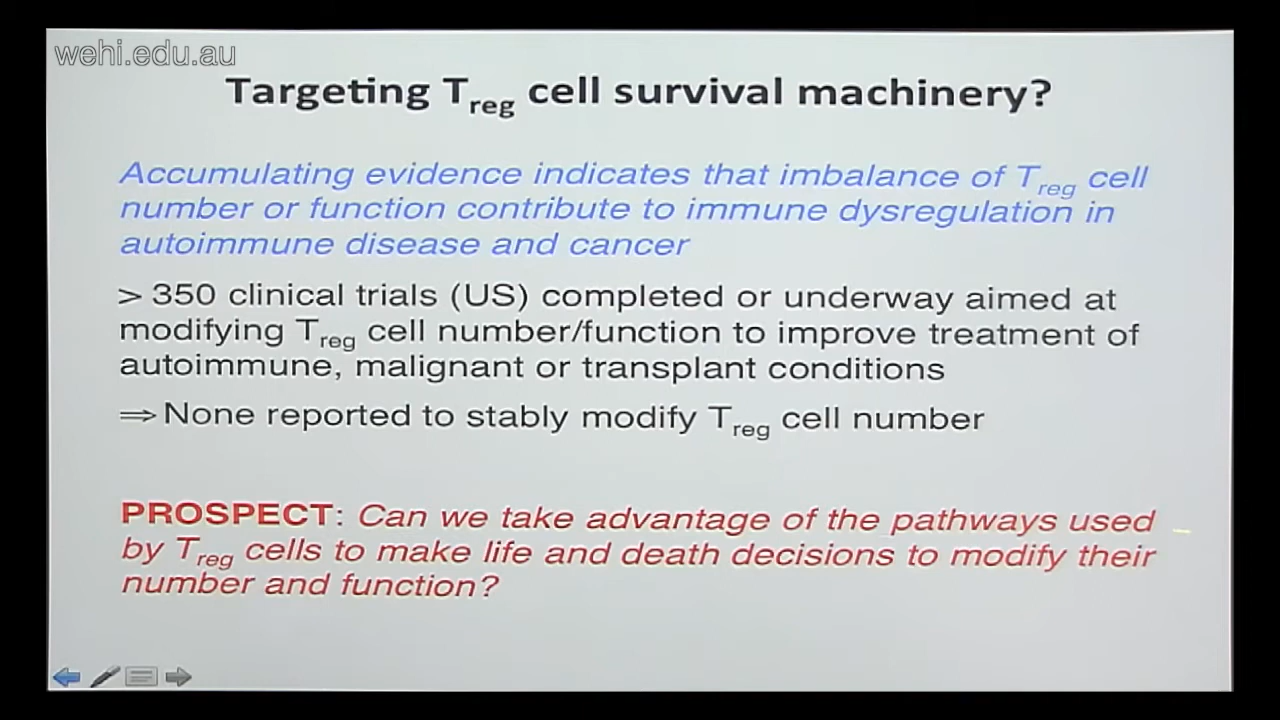 wehi.edu.au
Targeting Treg cell survival machinery?
Accumulating evidence indicates that imbalance of Treg cell
number or function contribute to immune dysregulation in
autoimmune disease and cancer
> 350 clinical trials (US) completed or underway aimed at
modifying Treg cell number/function to improve treatment of
autoimmune, malignant or transplant conditions
⇒ None reported to stably modify Treg cell number
PROSPECT: Can we take advantage of the pathways used
by Treg cells to make life and death decisions to modify their
number and function?